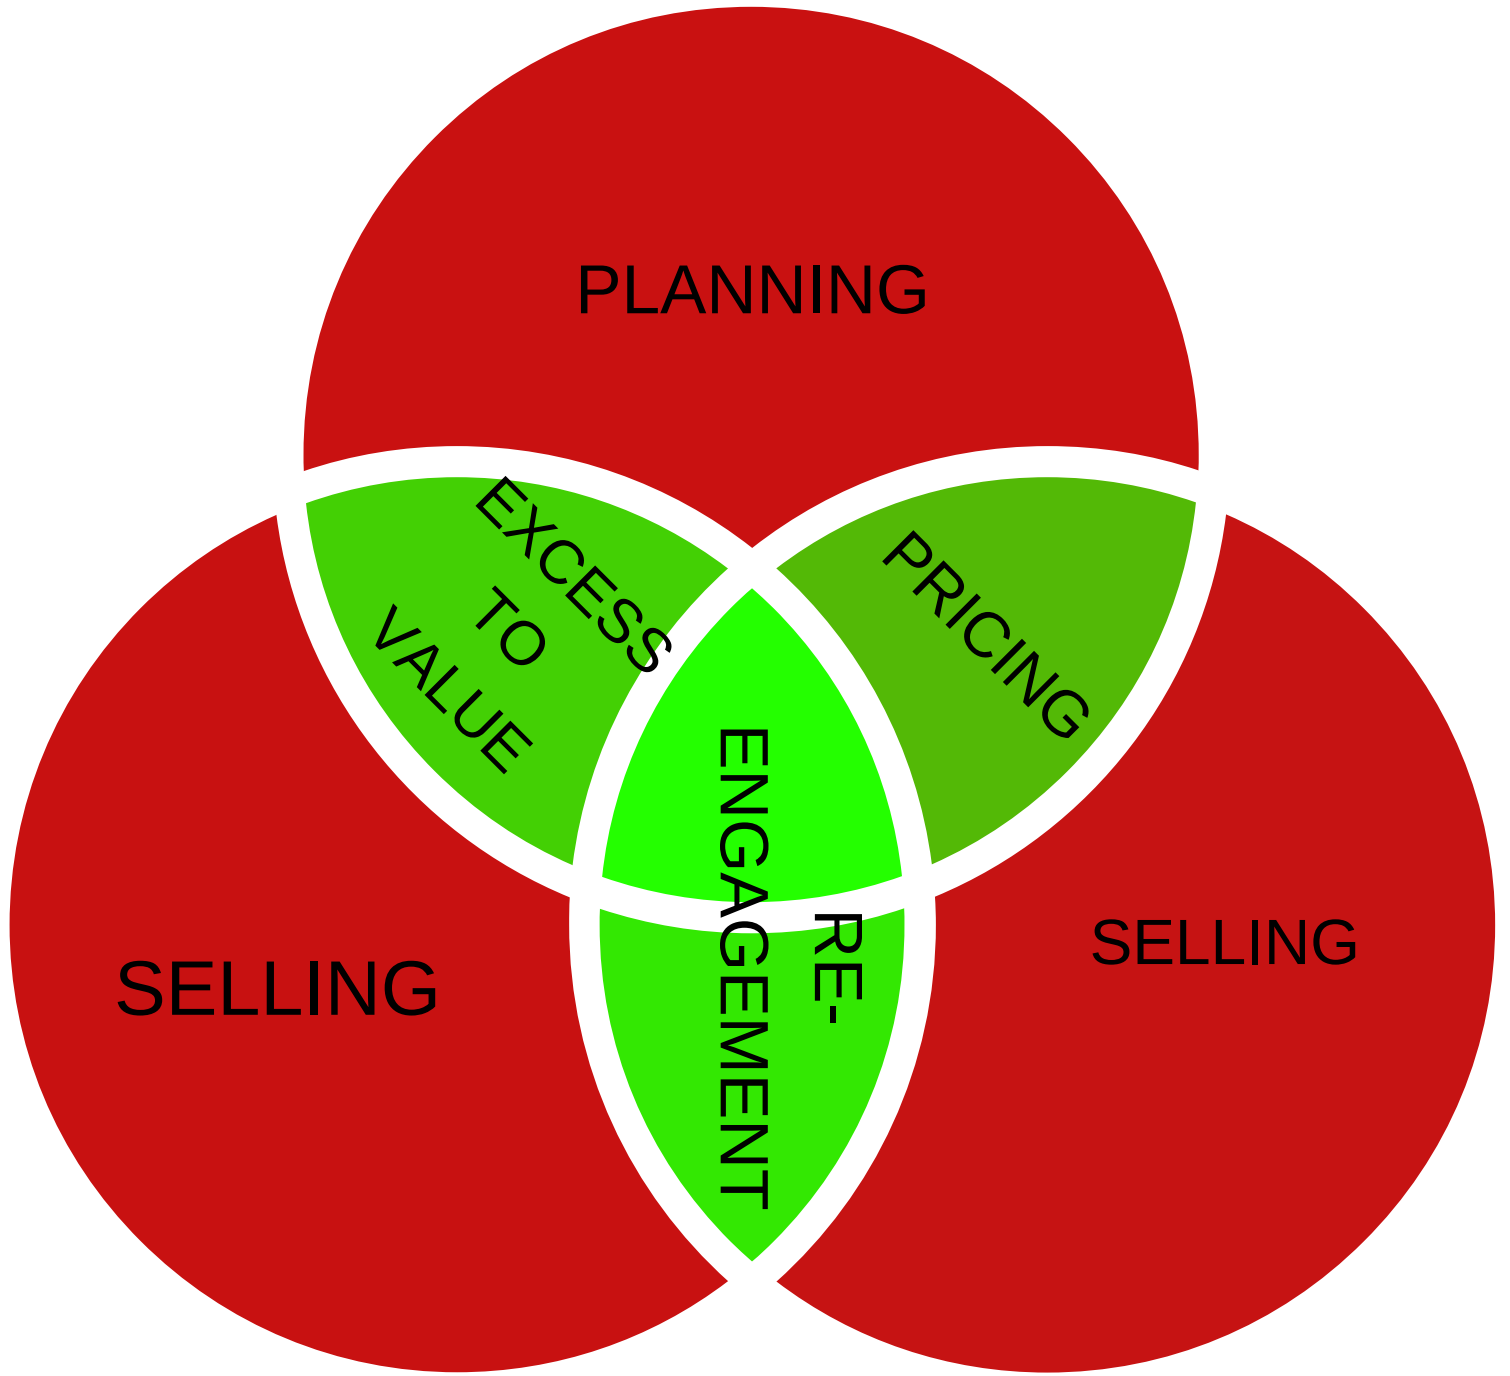 PLANNING
EXCESS
TO
VALUE
PRICING
RE-
ENGAGEMENT
SELLING
SELLING